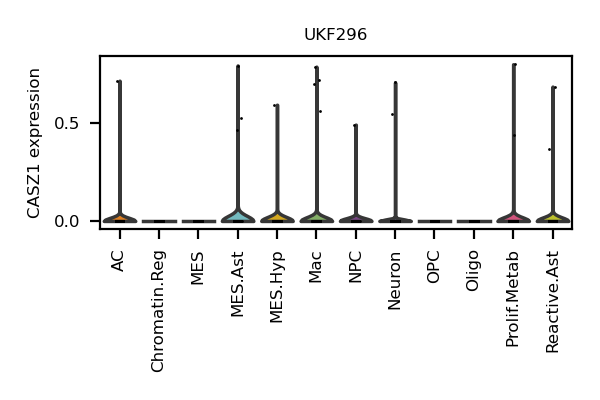 UKF296
CASZ1 expression
0.5
0.0
AC
Chromatin.Reg
MES
MES.Ast
MES.Hyp
Mac
NPC
Neuron
OPC
Oligo
Prolif.Metab
Reactive.Ast